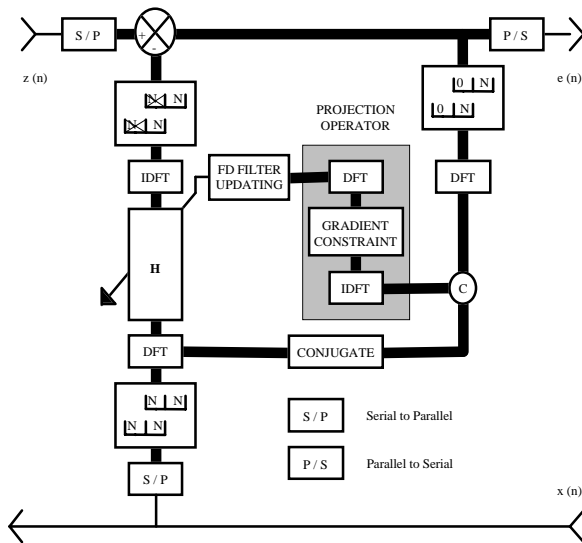 S / P
+
-
P / S
z (n)
e (n)
N N
N N
0 N
0 N
PROJECTION
OPERATOR
IDFT
FD FILTER
UPDATING
DFT
DFT
GRADIENT
CONSTRAINT
H
IDFT
C
DFT
CONJUGATE
N N
N N
S / P
Serial to Parallel
P / S
Parallel to Serial
S / P
x (n)